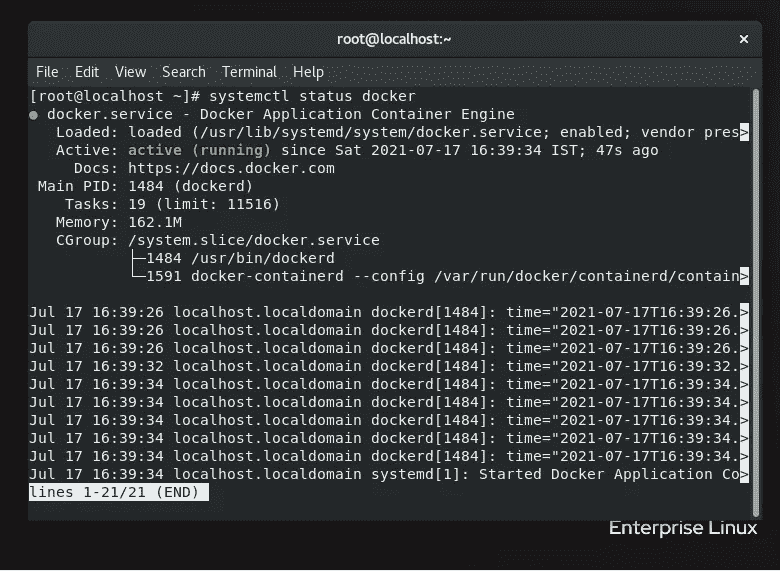 root@localhost:~ ×
File Edit View Search Terminal Help
[root@localhost ~]# systemctl status docker
● docker.service - Docker Application Container Engine
   Loaded: loaded (/usr/lib/systemd/system/docker.service; enabled; vendor pres>
   Active: active (running) since Sat 2021-07-17 16:39:34 IST; 47s ago
     Docs: https://docs.docker.com
 Main PID: 1484 (dockerd)
    Tasks: 19 (limit: 11516)
   Memory: 162.1M
   CGroup: /system.slice/docker.service
           ├─1484 /usr/bin/dockerd
           └─1591 docker-containerd --config /var/run/docker/containerd/contain>
Jul 17 16:39:26 localhost.localdomain dockerd[1484]: time="2021-07-17T16:39:26.>
Jul 17 16:39:26 localhost.localdomain dockerd[1484]: time="2021-07-17T16:39:26.>
Jul 17 16:39:26 localhost.localdomain dockerd[1484]: time="2021-07-17T16:39:26.>
Jul 17 16:39:32 localhost.localdomain dockerd[1484]: time="2021-07-17T16:39:32.>
Jul 17 16:39:34 localhost.localdomain dockerd[1484]: time="2021-07-17T16:39:34.>
Jul 17 16:39:34 localhost.localdomain dockerd[1484]: time="2021-07-17T16:39:34.>
Jul 17 16:39:34 localhost.localdomain dockerd[1484]: time="2021-07-17T16:39:34.>
Jul 17 16:39:34 localhost.localdomain dockerd[1484]: time="2021-07-17T16:39:34.>
Jul 17 16:39:34 localhost.localdomain dockerd[1484]: time="2021-07-17T16:39:34.>
Jul 17 16:39:34 localhost.localdomain systemd[1]: Started Docker Application Co>
lines 1-21/21 (END)
Enterprise Linux